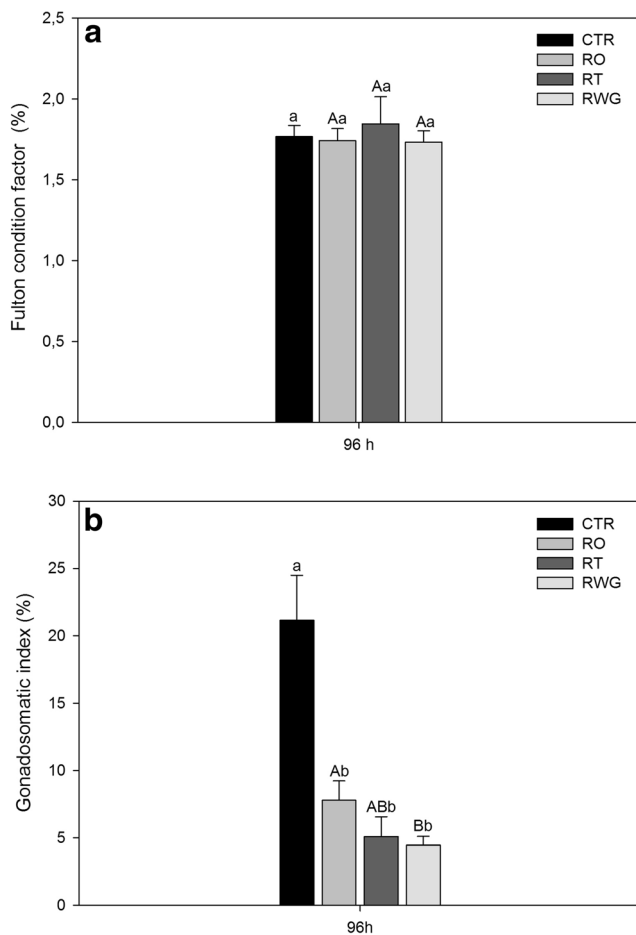 a
Fulton condition factor (%)
2,5
2,0
1,5
1,0
0,5
0,0
CTR
RO
RT
RWG
a
Aa
Aa
Aa
96 h
b
Gonadosomatic index (%)
30
25
20
15
10
5
0
CTR
RO
RT
RWG
a
Ab
ABb
Bb
96h